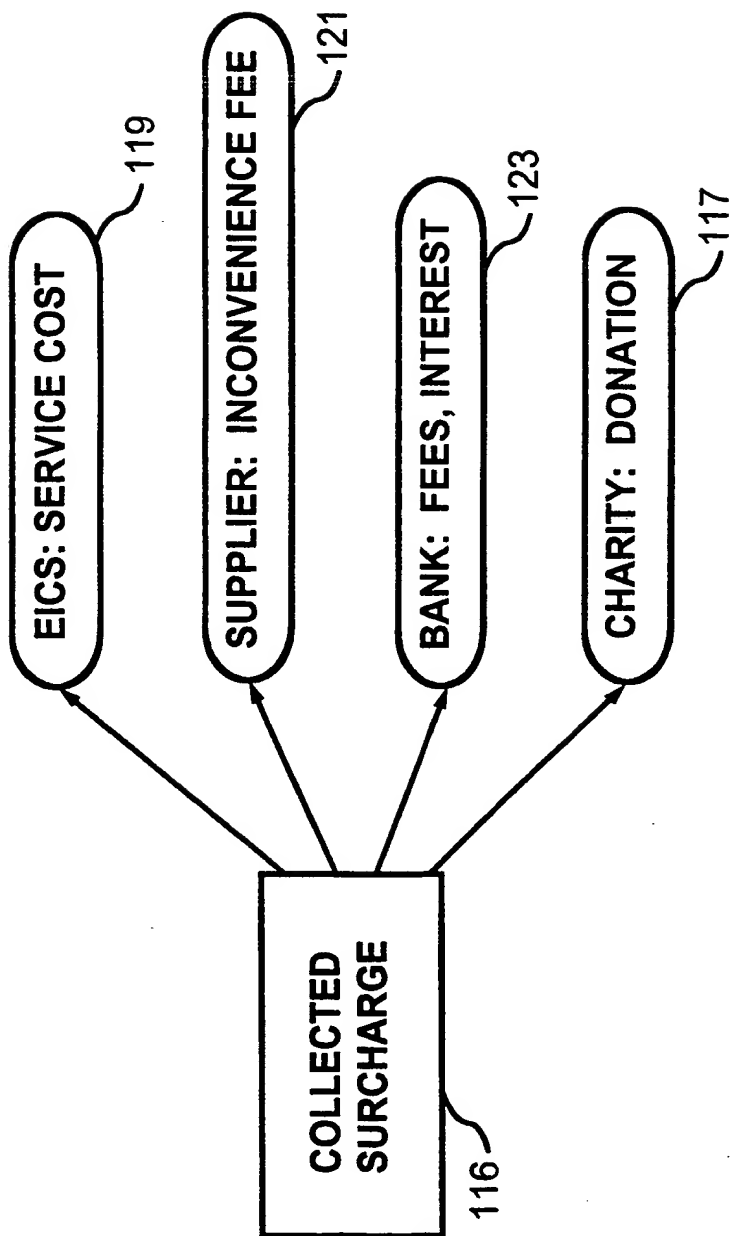 COLLECTED
SURCHARGE
116
EICS: SERVICE COST
119
SUPPLIER: INCONVENIENCE FEE
121
BANK: FEES, INTEREST
123
CHARITY: DONATION
117